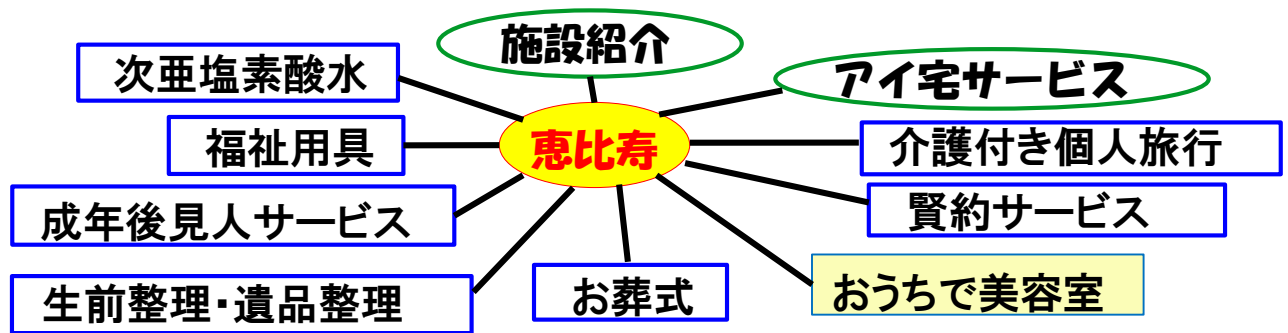 施設紹介
次亜塩素酸水
アイ宅サービス
福祉用具
恵比寿
介護付き個人旅行
成年後見人サービス
賢約サービス
生前整理・遺品整理
お葬式
おうちで美容室